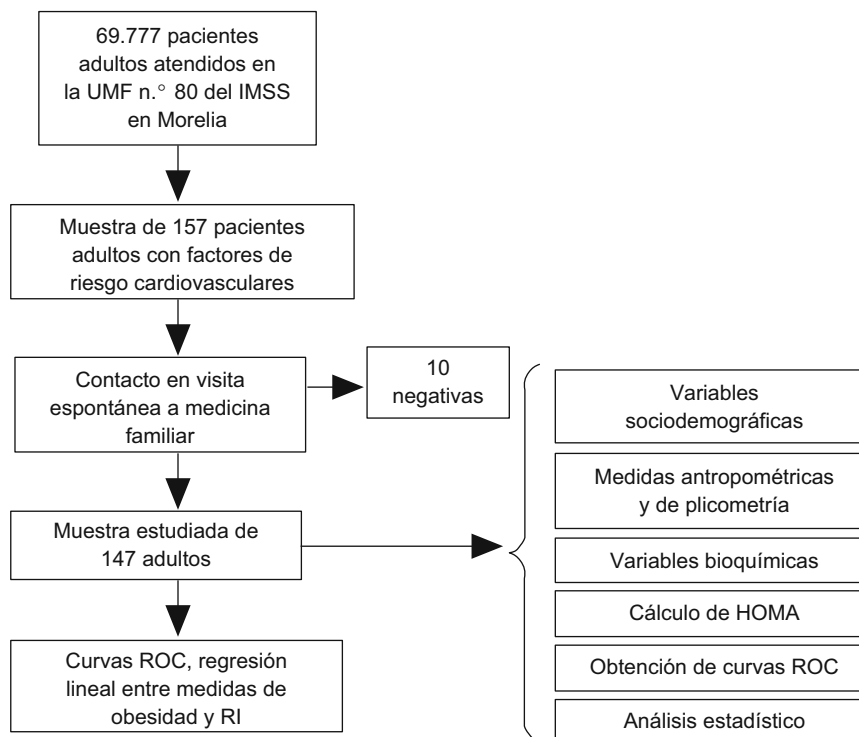 69.777 pacientes
adultos atendidos en
la UMF n.° 80 del IMSS
en Morelia
Muestra de 157 pacientes
adultos con factores de
riesgo cardiovasculares
Contacto en visita
espontánea a medicina
familiar
10
negativas
Muestra estudiada de
147 adultos
Curvas ROC, regresión
lineal entre medidas de
obesidad y RI
Variables
sociodemográficas
Medidas antropométricas
y de plicometría
Variables bioquímicas
Cálculo de HOMA
Obtención de curvas ROC
Análisis estadístico